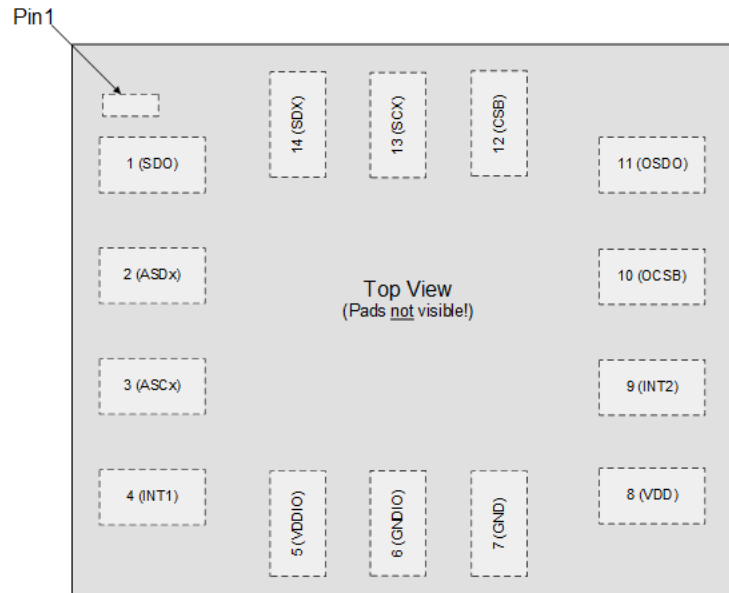 Pin1
14 (SDX)
13 (SCX)
12 (CSB)
1 (SDO)
11 (OSDO)
2 (ASDx)
10 (OCSB)
Top View
(Pads not visible!)
3 (ASCx)
9 (INT2)
4 (INT1)
8 (VDD)
5 (VDDIO)
6 (GNDIO)
7 (GND)